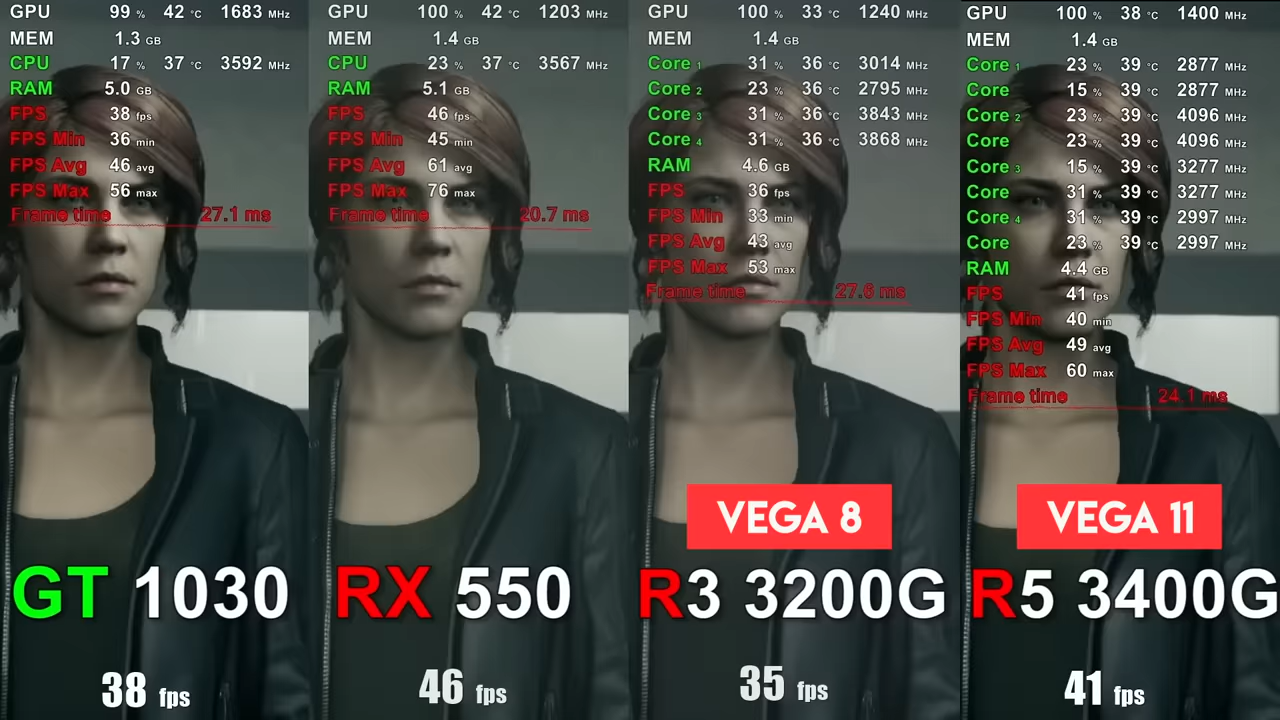 GPU 99 % 42 °C 1683 MHz
MEM 1.3 GB
CPU 17 % 37 °C 3592 MHz
RAM 5.0 GB
FPS 38 fps
FPS Min 36 min
FPS Avg 46 avg
FPS Max 56 max
Frame time 27.1 ms
GT 1030
38 fps
GPU 100 % 42 °C 1203 MHz
MEM 1.4 GB
CPU 23 % 37 °C 3567 MHz
RAM 5.1 GB
FPS 46 fps
FPS Min 45 min
FPS Avg 61 avg
FPS Max 76 max
Frame time 20.7 ms
RX 550
46 fps
GPU 100 % 33 °C 1240 MHz
MEM 1.4 GB
Core 1 31 % 36 °C 3014 MHz
Core 2 23 % 36 °C 2795 MHz
Core 3 31 % 36 °C 3843 MHz
Core 4 31 % 36 °C 3868 MHz
RAM 4.6 GB
FPS 36 fps
FPS Min 33 min
FPS Avg 43 avg
FPS Max 53 max
Frame time 27.6 ms
VEGA 8
R3 3200G
35 fps
GPU 100 % 38 °C 1400 MHz
MEM 1.4 GB
Core 1 23 % 39 °C 2877 MHz
Core 15 % 39 °C 2877 MHz
Core 2 23 % 39 °C 4096 MHz
Core 23 % 39 °C 4096 MHz
Core 3 15 % 39 °C 3277 MHz
Core 31 % 39 °C 3277 MHz
Core 4 31 % 39 °C 2997 MHz
Core 23 % 39 °C 2997 MHz
RAM 4.4 GB
FPS 41 fps
FPS Min 40 min
FPS Avg 49 avg
FPS Max 60 max
Frame time 24.1 ms
VEGA 11
R5 3400G
41 fps